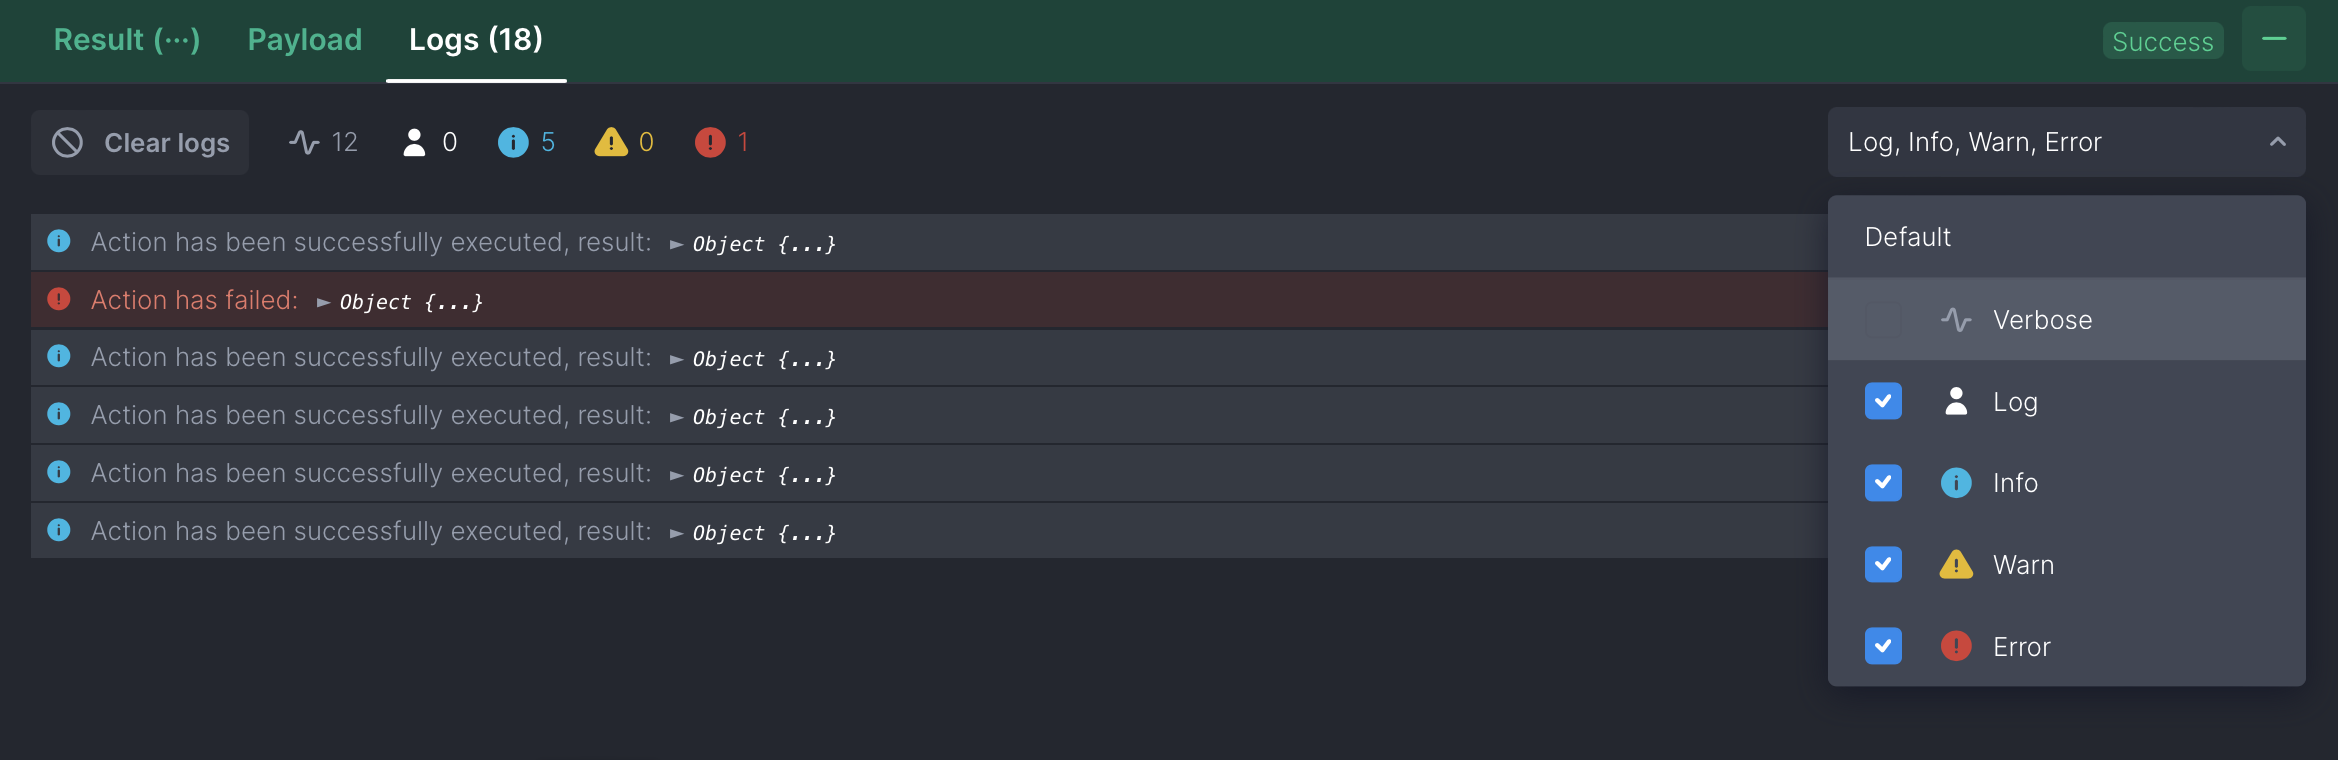 Result (···) Payload Logs (18) Success
Clear logs 12 0 5 0 1 Log, Info, Warn, Error
Action has been successfully executed, result: ► Object {...}
Action has failed: ► Object {...}
Action has been successfully executed, result: ► Object {...}
Action has been successfully executed, result: ► Object {...}
Action has been successfully executed, result: ► Object {...}
Action has been successfully executed, result: ► Object {...}
Default
Verbose
Log
Info
Warn
Error